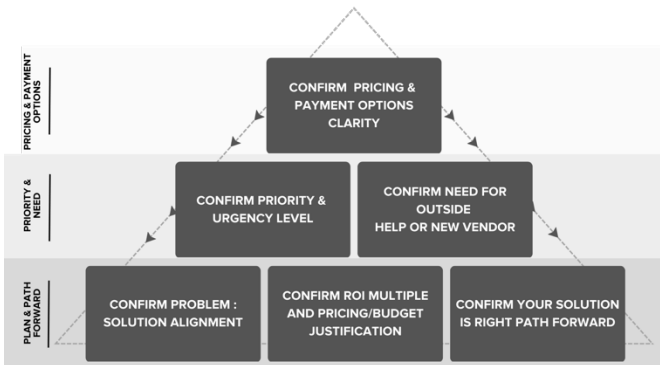 PRICING & PAYMENT
OPTIONS
CONFIRM PRICING &
PAYMENT OPTIONS
CLARITY
PRIORITY &
NEED
CONFIRM PRIORITY &
URGENCY LEVEL
CONFIRM NEED FOR
OUTSIDE
HELP OR NEW VENDOR
PLAN & PATH
FORWARD
CONFIRM PROBLEM :
SOLUTION ALIGNMENT
CONFIRM ROI MULTIPLE
AND PRICING/BUDGET
JUSTIFICATION
CONFIRM YOUR SOLUTION
IS RIGHT PATH FORWARD